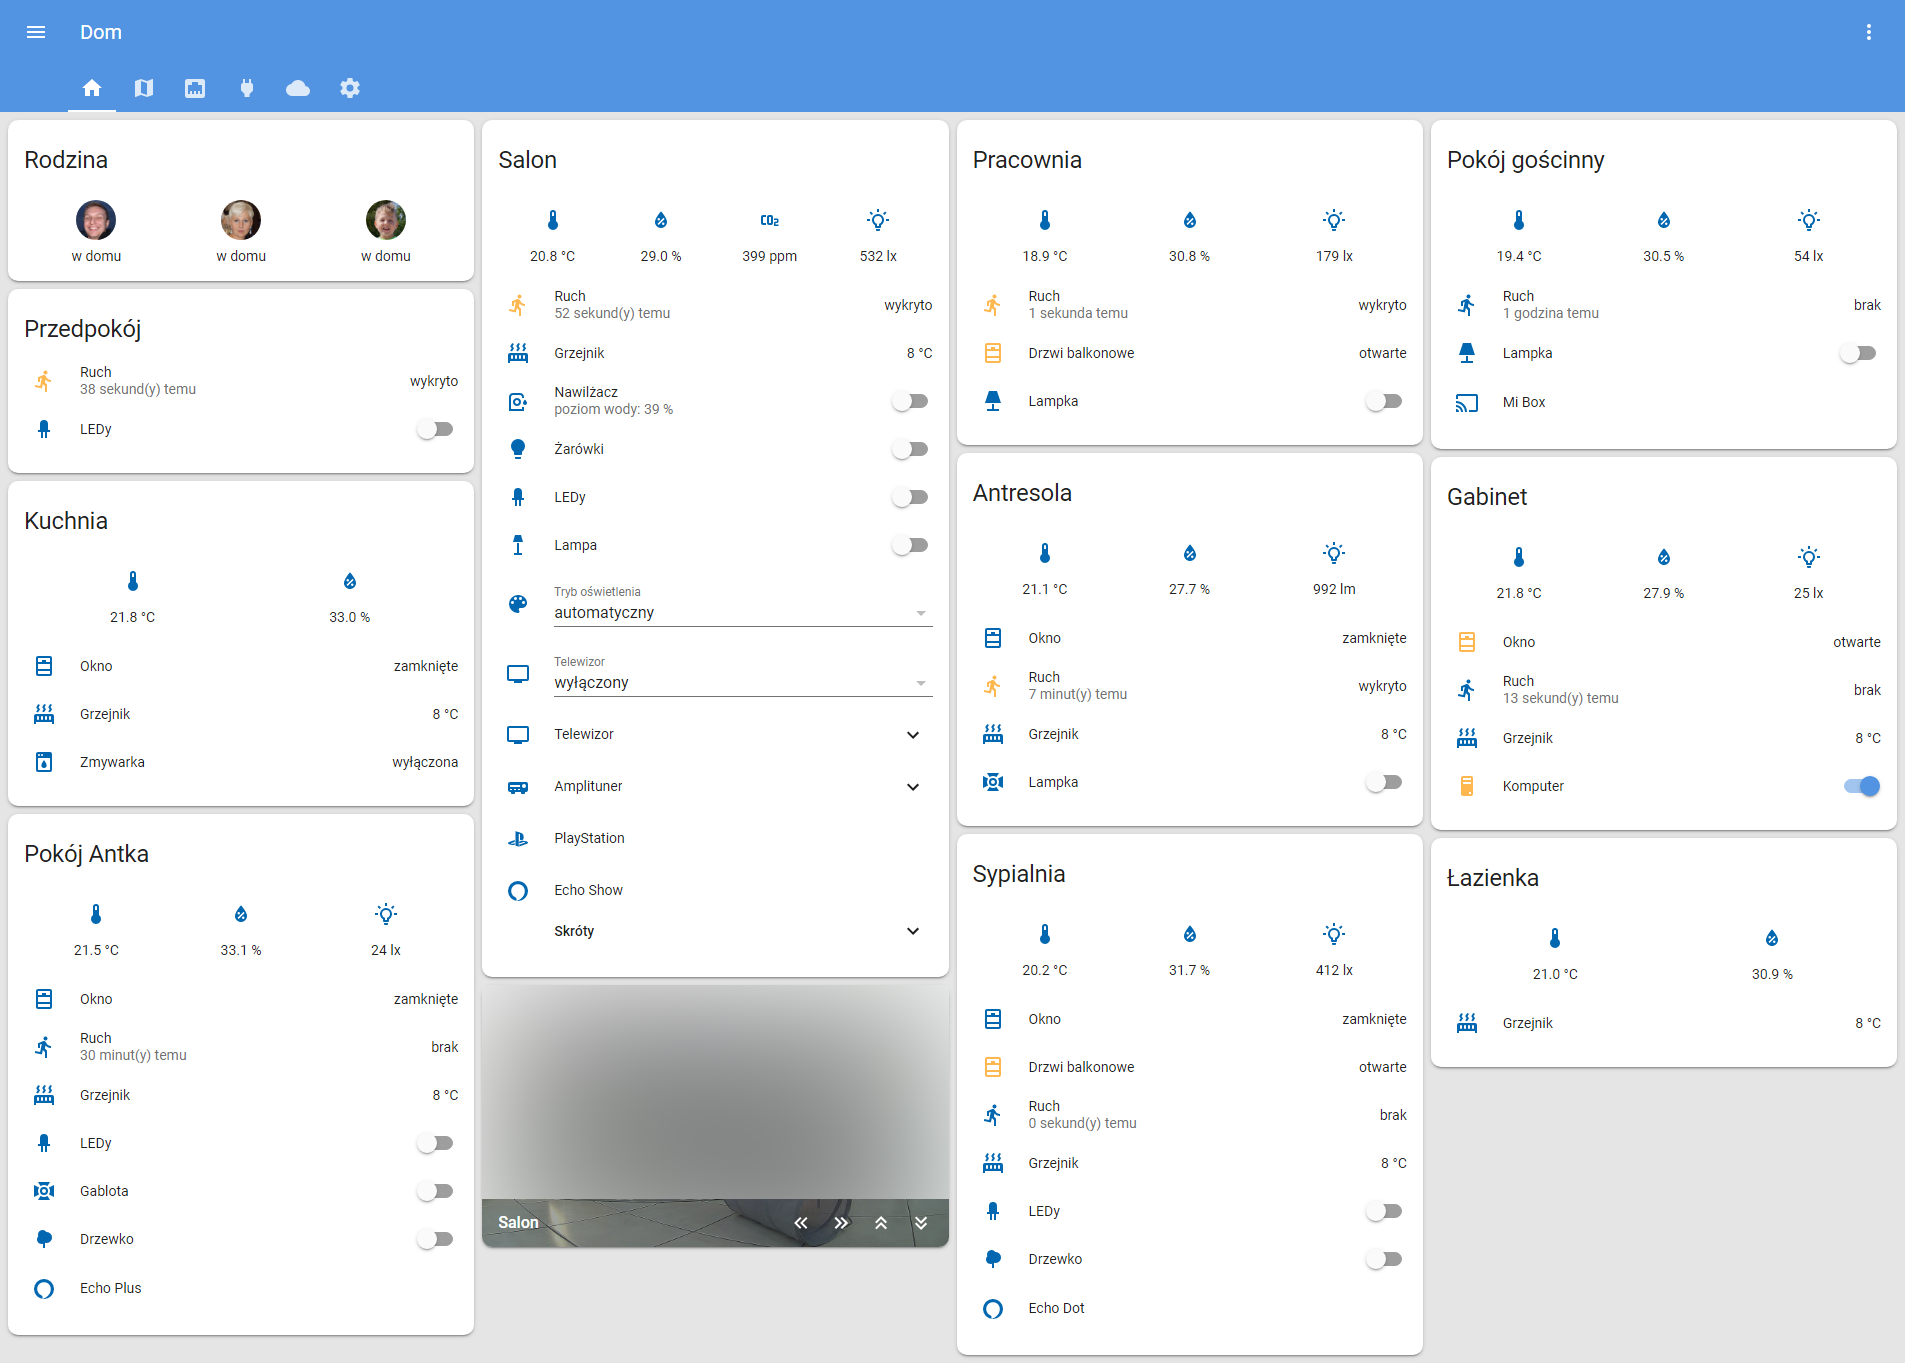 Dom
Rodzina
w domu w domu w domu
Przedpokój
Ruch
38 sekund(y) temu
wykryto
LEDy
Kuchnia
21.8 °C 33.0 %
Okno zamknięte
Grzejnik 8 °C
Zmywarka wyłączona
Pokój Antka
21.5 °C 33.1 % 24 lx
Okno zamknięte
Ruch
30 minut(y) temu
brak
Grzejnik 8 °C
LEDy
Gablota
Drzewko
Echo Plus
Salon
CO2
20.8 °C 29.0 % 399 ppm 532 lx
Ruch
52 sekund(y) temu
wykryto
Grzejnik 8 °C
Nawilżacz
poziom wody: 39 %
Żarówki
LEDy
Lampa
Tryb oświetlenia
automatyczny
Telewizor
wyłączony
Telewizor
Amplituner
PlayStation
Echo Show
Skróty
Salon
Pracownia
18.9 °C 30.8 % 179 lx
Ruch
1 sekunda temu
wykryto
Drzwi balkonowe otwarte
Lampka
Antresola
21.1 °C 27.7 % 992 lm
Okno zamknięte
Ruch
7 minut(y) temu
wykryto
Grzejnik 8 °C
Lampka
Sypialnia
20.2 °C 31.7 % 412 lx
Okno zamknięte
Drzwi balkonowe otwarte
Ruch
0 sekund(y) temu
brak
Grzejnik 8 °C
LEDy
Drzewko
Echo Dot
Pokój gościnny
19.4 °C 30.5 % 54 lx
Ruch
1 godzina temu
brak
Lampka
Mi Box
Gabinet
21.8 °C 27.9 % 25 lx
Okno otwarte
Ruch
13 sekund(y) temu
brak
Grzejnik 8 °C
Komputer
Łazienka
21.0 °C 30.9 %
Grzejnik 8 °C